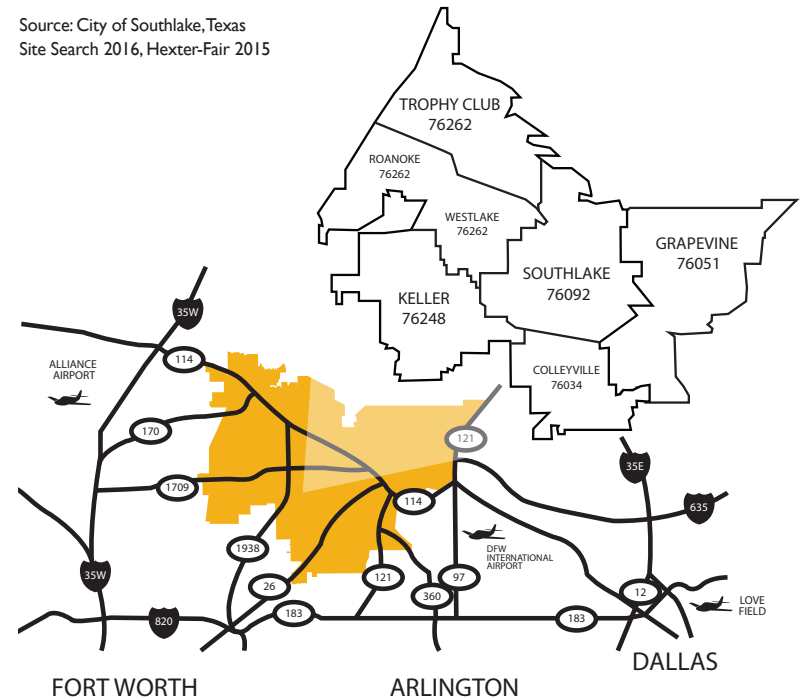 Source: City of Southlake, Texas
Site Search 2016, Hexter-Fair 2015
TROPHY CLUB
76262
ROANOKE
76262
WESTLAKE
76262
GRAPEVINE
76051
SOUTHLAKE
76092
KELLER
76248
COLLEYVILLE
76034
35W
114
ALLIANCE
AIRPORT
170
121
35E
1709
114
635
1938
DFW
INTERNATIONAL
AIRPORT
35W
26
121
97
360
12
LOVE
FIELD
820
183
183
FORT WORTH
ARLINGTON
DALLAS